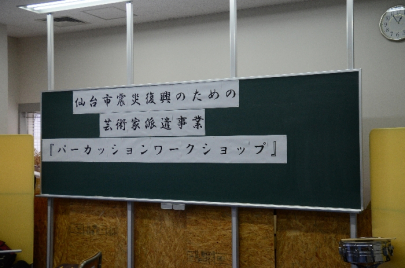 仙台市震災復興のための
芸術家派遣事業
『パーカッションワークショップ』